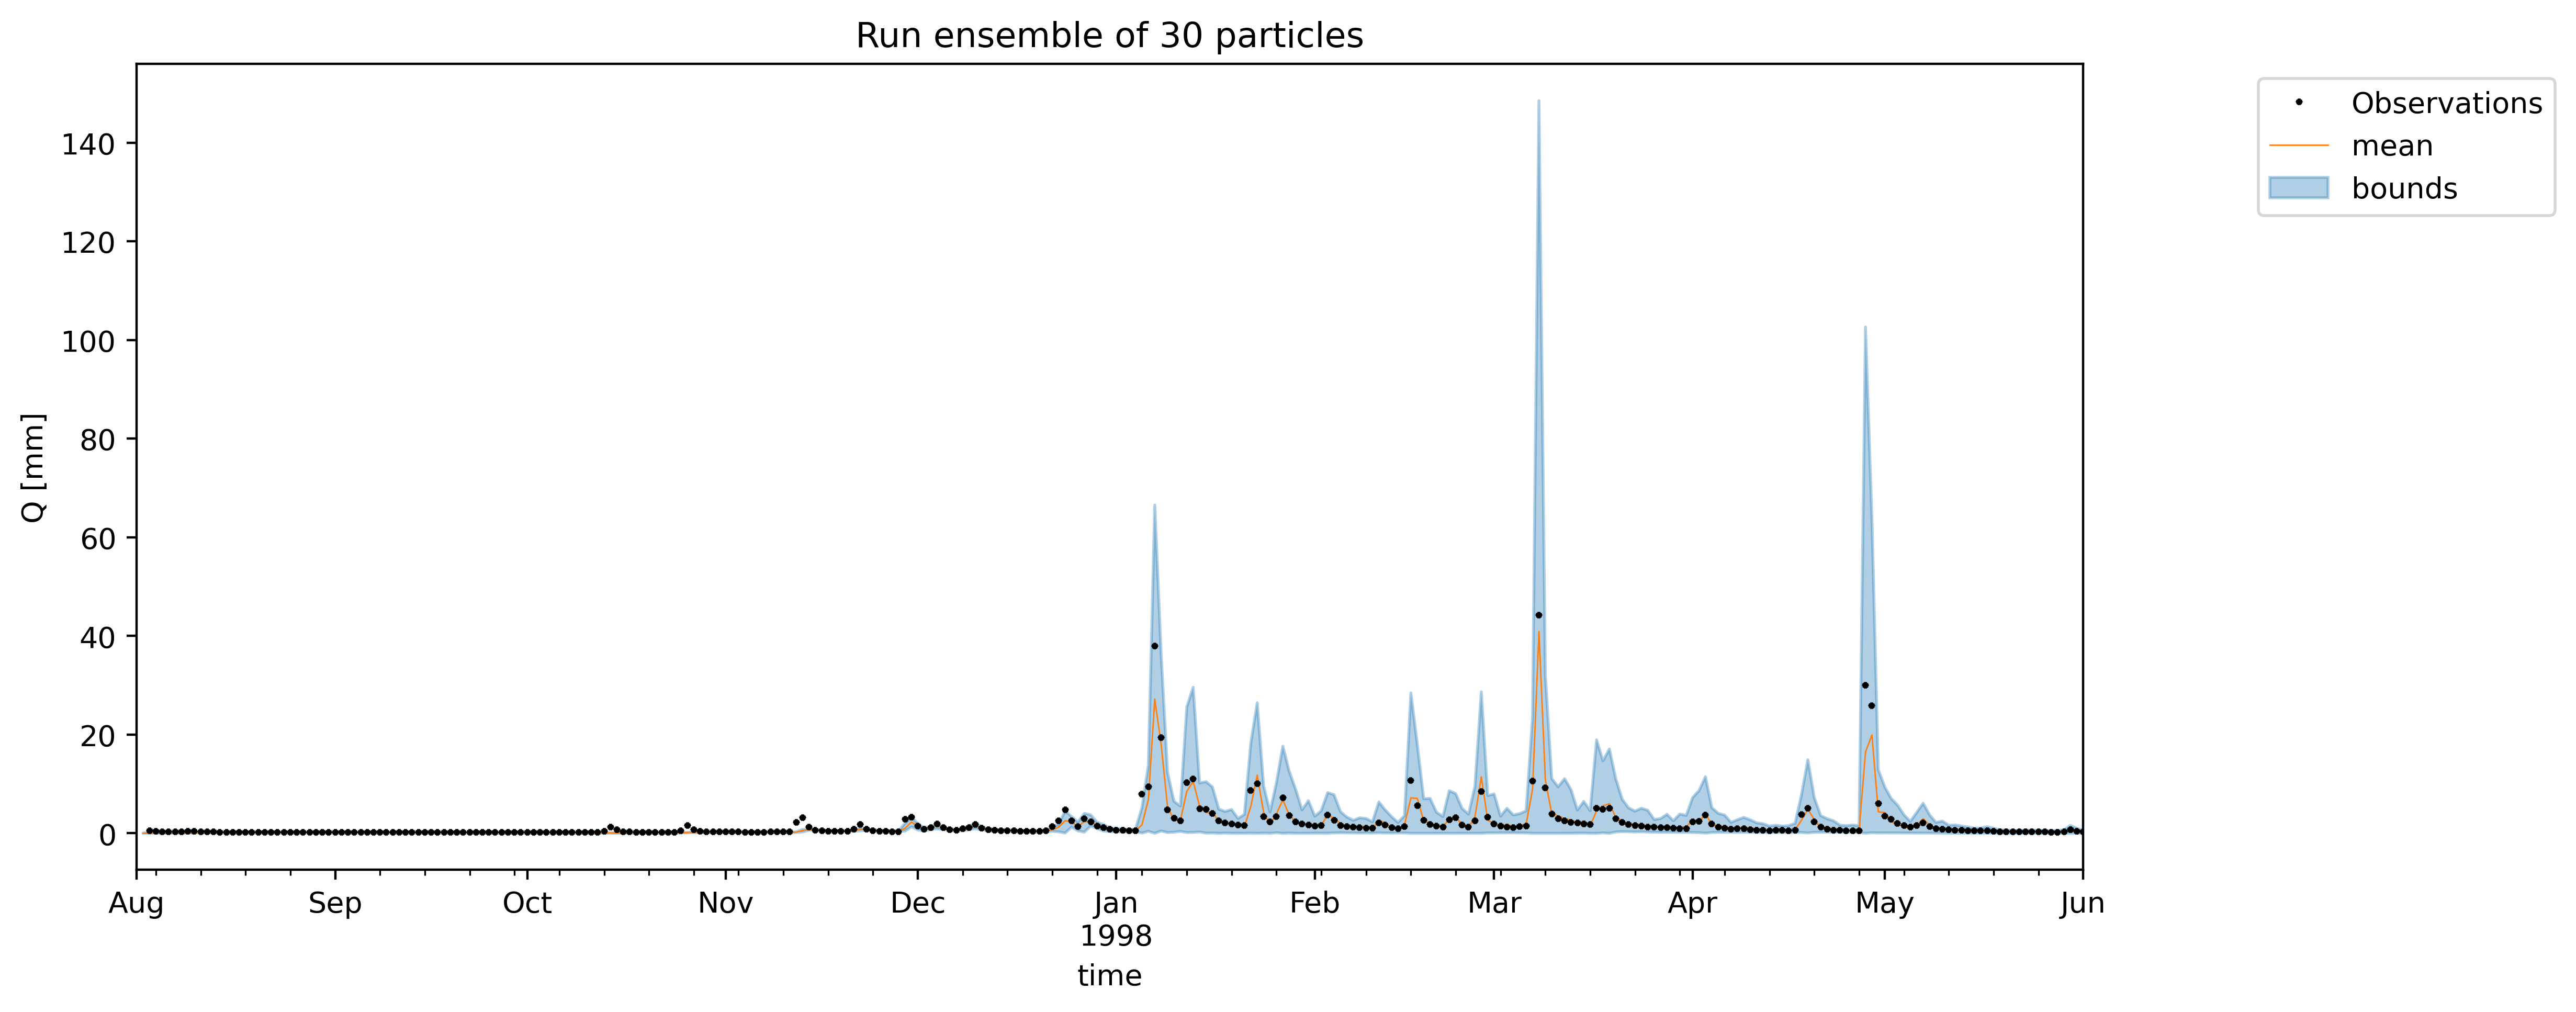 Run ensemble of 30 particles
Observations
mean
bounds
140
120
100
80
60
40
20
0
Q [mm]
Aug Sep Oct Nov Dec Jan Feb Mar Apr May Jun
1998
time